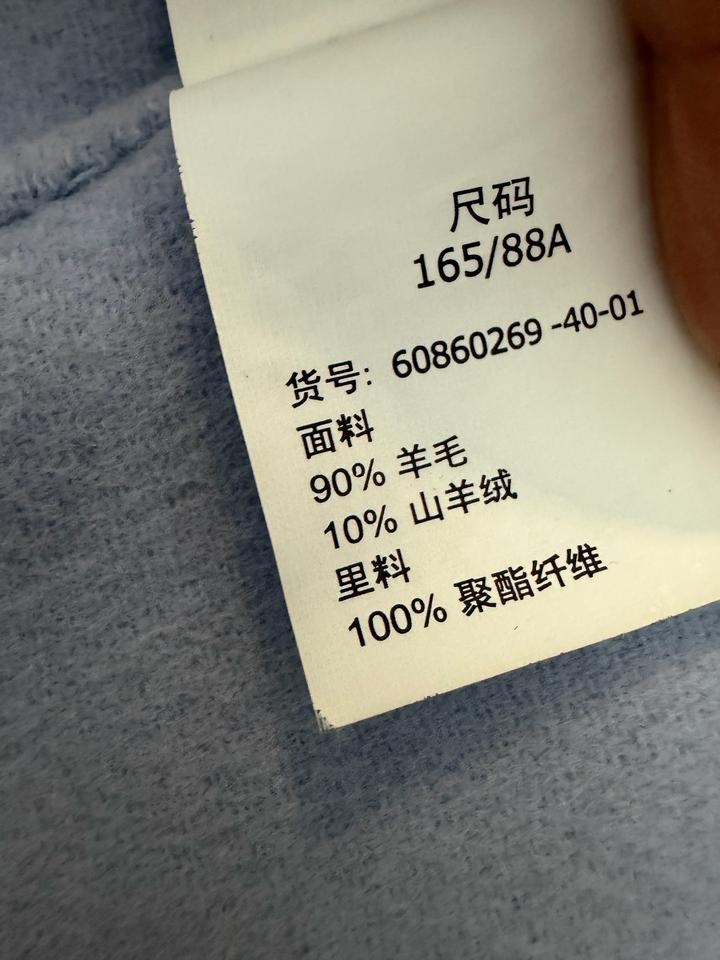 尺码
165/88A
货号: 60860269 -40-01
面料
90% 羊毛
10% 山羊绒
里料
100% 聚酯纤维